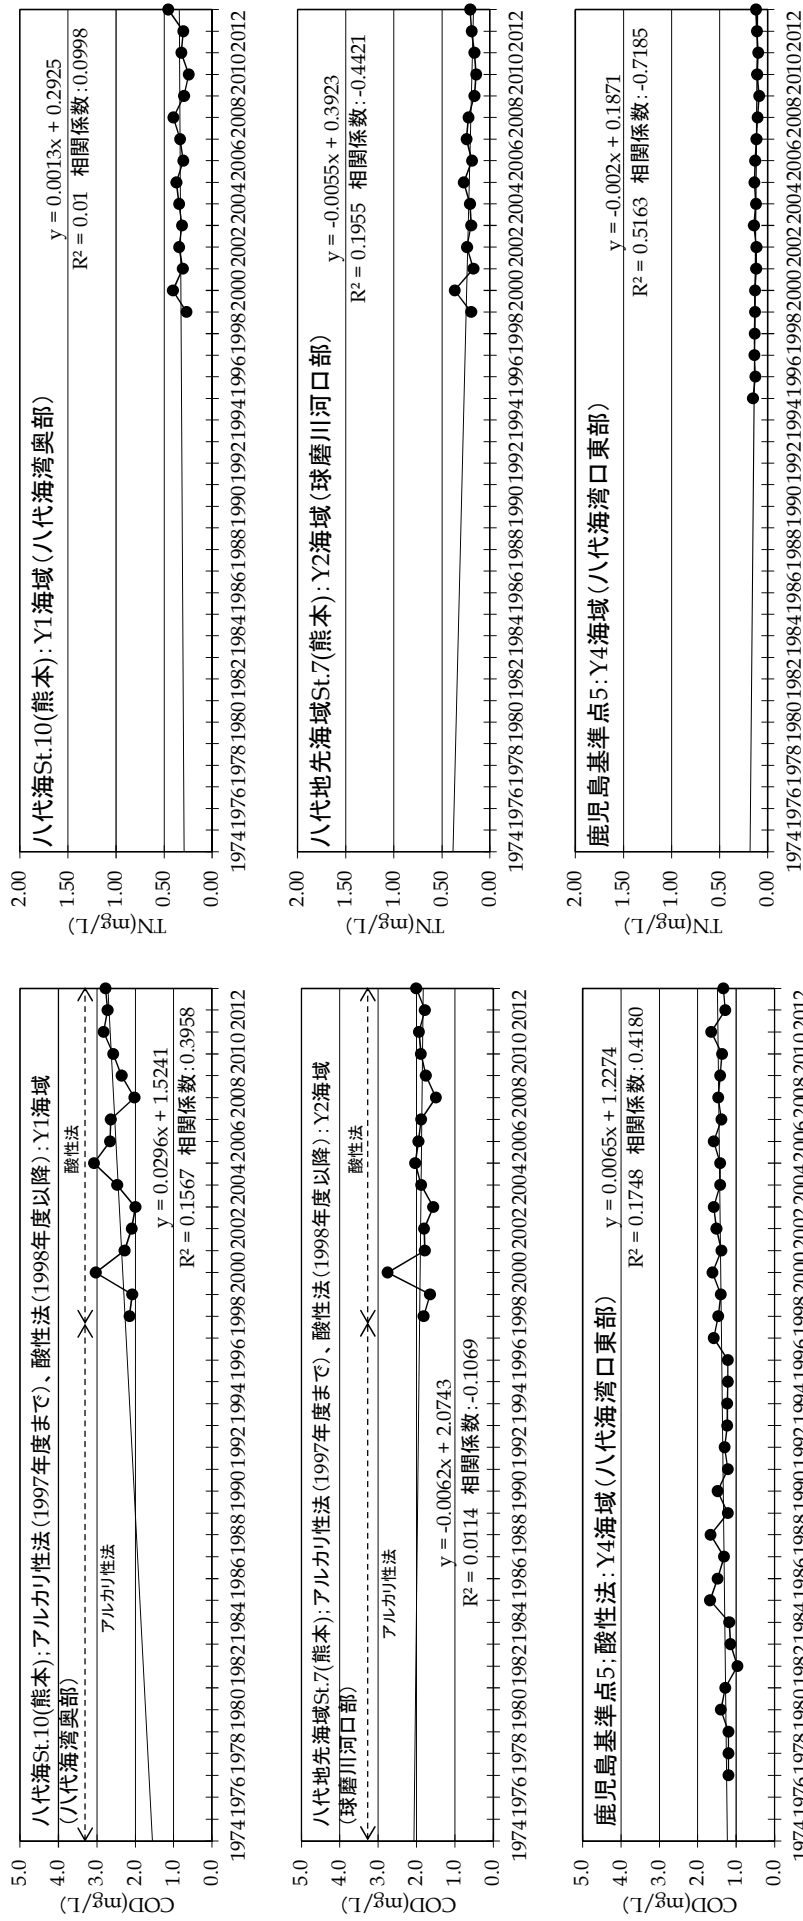 八代海St.10(熊本); アルカリ性法(1997年度まで)、酸性法(1998年度以降): Y1海域
(八代海湾奥部)
5.0
4.0
3.0
2.0
1.0
0.0
COD(mg/L)
アルカリ性法
酸性法
y = 0.0296x + 1.5241
R² = 0.1567 相関係数: 0.3958
1974 1976 1978 1980 1982 1984 1986 1988 1990 1992 1994 1996 1998 2000 2002 2004 2006 2008 2010 2012
八代地先海域St.7(熊本); アルカリ性法(1997年度まで)、酸性法(1998年度以降): Y2海域
(球磨川河口部)
5.0
4.0
3.0
2.0
1.0
0.0
COD(mg/L)
アルカリ性法
酸性法
y = -0.0062x + 2.0743
R² = 0.0114 相関係数: -0.1069
1974 1976 1978 1980 1982 1984 1986 1988 1990 1992 1994 1996 1998 2000 2002 2004 2006 2008 2010 2012
鹿児島基準点5; 酸性法: Y4海域(八代海湾口東部)
5.0
4.0
3.0
2.0
1.0
0.0
COD(mg/L)
y = 0.0065x + 1.2274
R² = 0.1748 相関係数: 0.4180
1974 1976 1978 1980 1982 1984 1986 1988 1990 1992 1994 1996 1998 2000 2002 2004 2006 2008 2010 2012
八代海St.10(熊本): Y1海域(八代海湾奥部)
2.00
1.50
1.00
0.50
0.00
TN(mg/L)
y = 0.0013x + 0.2925
R² = 0.01 相関係数: 0.0998
1974 1976 1978 1980 1982 1984 1986 1988 1990 1992 1994 1996 1998 2000 2002 2004 2006 2008 2010 2012
八代地先海域St.7(熊本): Y2海域(球磨川河口部)
2.00
1.50
1.00
0.50
0.00
TN(mg/L)
y = -0.0055x + 0.3923
R² = 0.1955 相関係数: -0.4421
1974 1976 1978 1980 1982 1984 1986 1988 1990 1992 1994 1996 1998 2000 2002 2004 2006 2008 2010 2012
鹿児島基準点5: Y4海域(八代海湾口東部)
2.00
1.50
1.00
0.50
0.00
TN(mg/L)
y = -0.002x + 0.1871
R² = 0.5163 相関係数: -0.7185
1974 1976 1978 1980 1982 1984 1986 1988 1990 1992 1994 1996 1998 2000 2002 2004 2006 2008 2010 2012